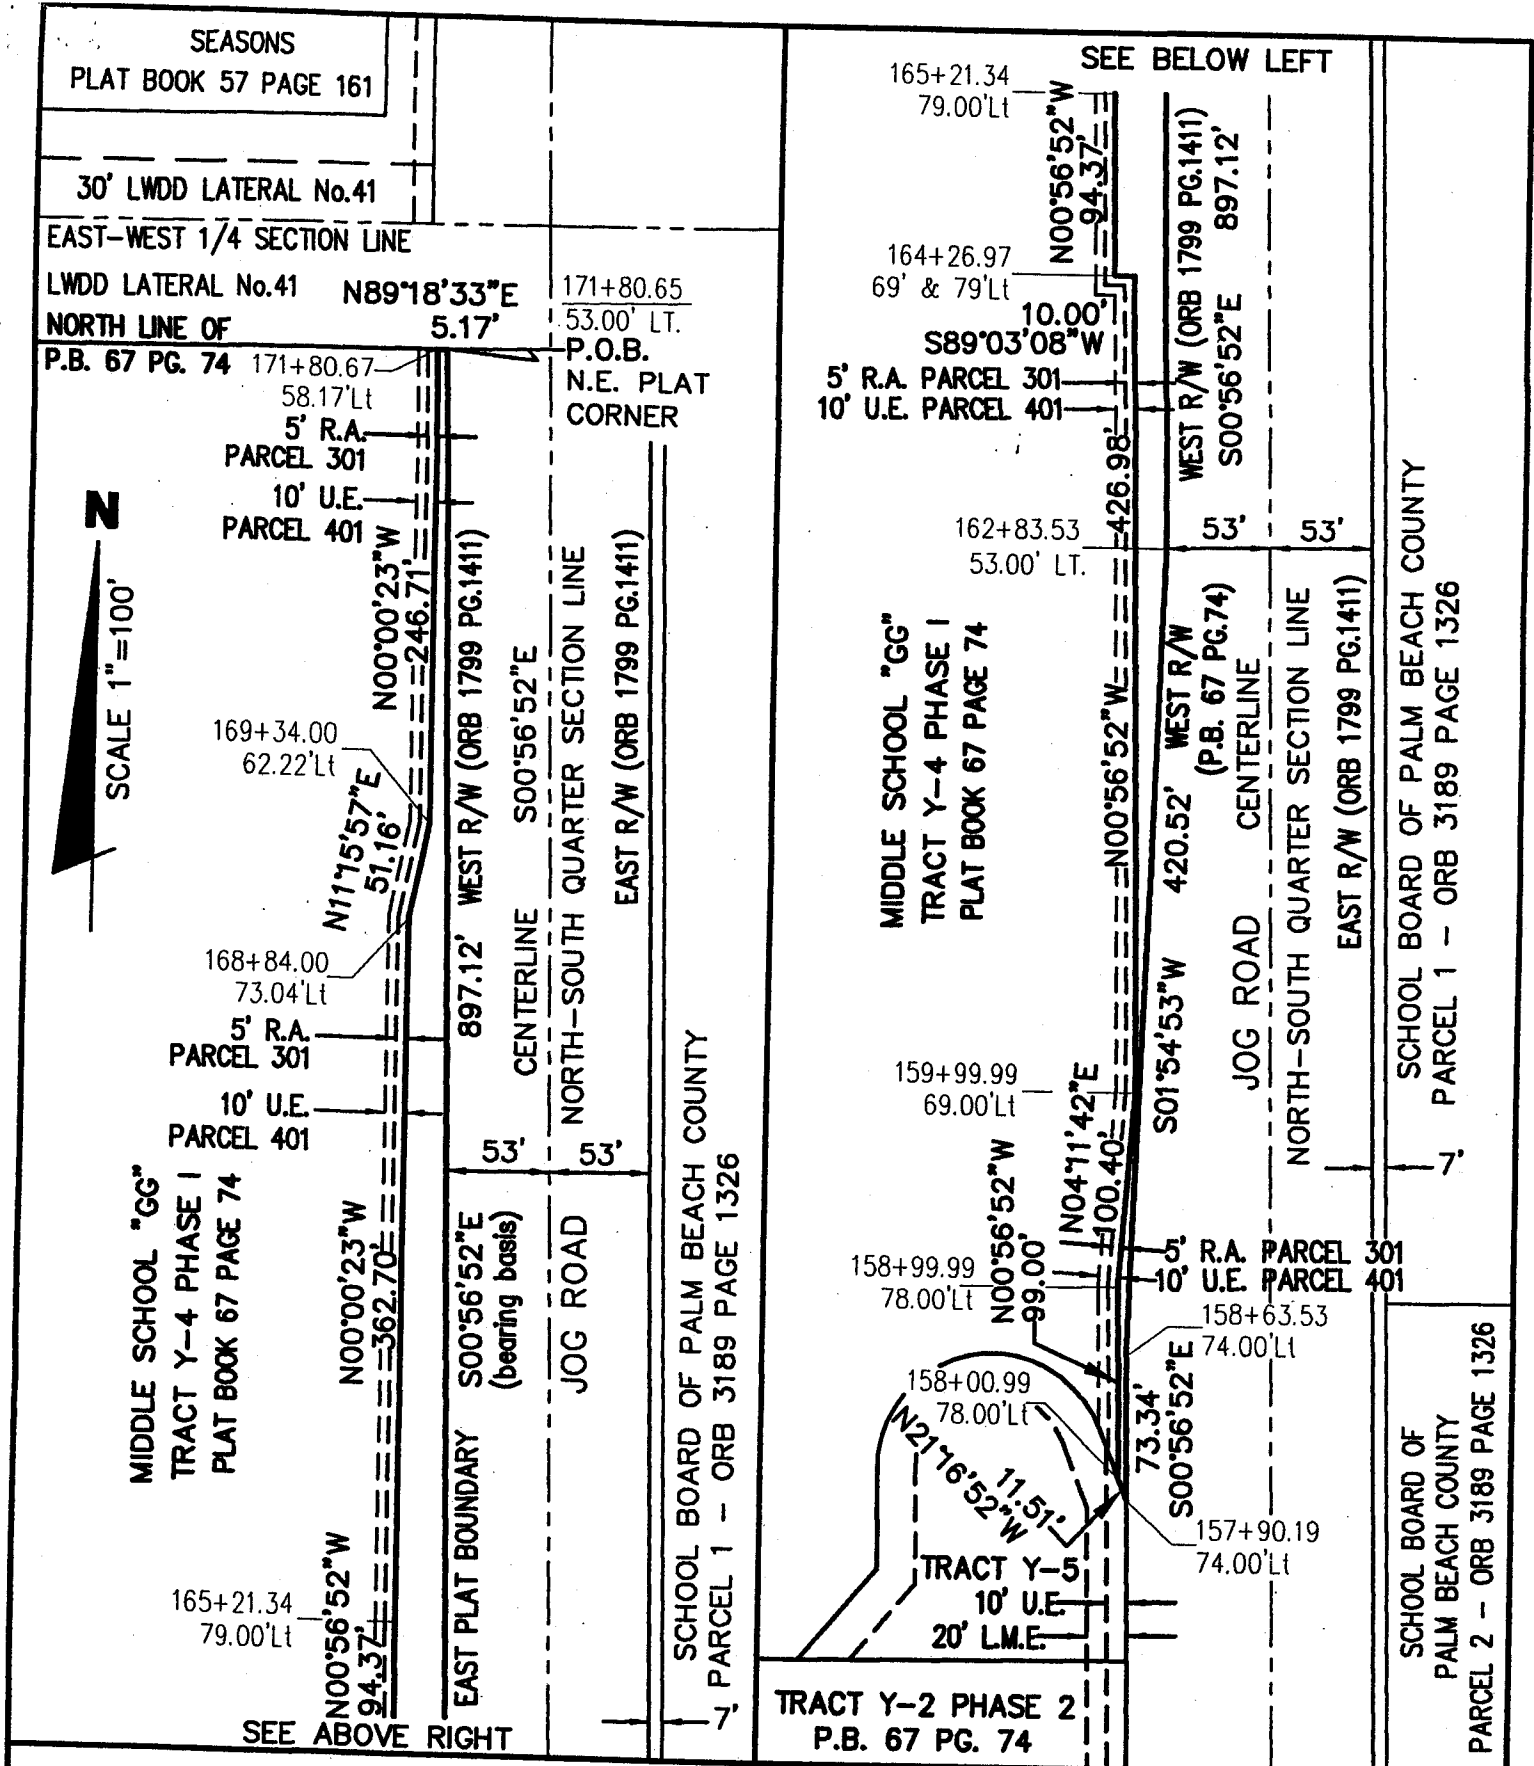 SEASONS
PLAT BOOK 57 PAGE 161
30' LWDD LATERAL No.41
EAST-WEST 1/4 SECTION LINE
LWDD LATERAL No.41
N89°18'33"E
5.17'
171+80.65
53.00' LT.
NORTH LINE OF
P.B. 67 PG. 74
171+80.67
58.17'Lt
P.O.B.
N.E. PLAT
CORNER
5' R.A.
PARCEL 301
10' U.E.
PARCEL 401
N
SCALE 1"=100'
N00°00'23"W
246.71'
169+34.00
62.22'Lt
N11°15'57"E
51.16'
168+84.00
73.04'Lt
5' R.A.
PARCEL 301
10' U.E.
PARCEL 401
897.12' WEST R/W (ORB 1799 PG.1411)
CENTERLINE S00°56'52"E
NORTH-SOUTH QUARTER SECTION LINE
EAST R/W (ORB 1799 PG.1411)
53'
53'
MIDDLE SCHOOL "GG"
TRACT Y-4 PHASE I
PLAT BOOK 67 PAGE 74
N00°00'23"W
362.70'
S00°56'52"E
(bearing basis)
JOG ROAD
SCHOOL BOARD OF PALM BEACH COUNTY
PARCEL 1 - ORB 3189 PAGE 1326
EAST PLAT BOUNDARY
165+21.34
79.00'Lt
N00°56'52"W
94.37'
7'
SEE ABOVE RIGHT
SEE BELOW LEFT
165+21.34
79.00'Lt
N00°56'52"W
94.37'
WEST R/W (ORB 1799 PG.1411)
S00°56'52"E 897.12'
164+26.97
69' & 79'Lt
10.00'
S89°03'08"W
5' R.A. PARCEL 301
10' U.E. PARCEL 401
426.98'
162+83.53
53.00' LT.
53'
53'
MIDDLE SCHOOL "GG"
TRACT Y-4 PHASE I
PLAT BOOK 67 PAGE 74
N00°56'52"W
S01°54'53"W 420.52' WEST R/W
(P.B. 67 PG.74)
JOG ROAD CENTERLINE
NORTH-SOUTH QUARTER SECTION LINE
EAST R/W (ORB 1799 PG.1411)
SCHOOL BOARD OF PALM BEACH COUNTY
PARCEL 1 - ORB 3189 PAGE 1326
159+99.99
69.00'Lt
N04°11'42"E
100.40'
7'
N00°56'52"W
99.00'
158+99.99
78.00'Lt
5' R.A. PARCEL 301
10' U.E. PARCEL 401
158+63.53
74.00'Lt
158+00.99
78.00'Lt
73.34'
S00°56'52"E
N21°16'52"W
11.51'
157+90.19
74.00'Lt
TRACT Y-5
10' U.E.
20' L.M.E.
TRACT Y-2 PHASE 2
P.B. 67 PG. 74
SCHOOL BOARD OF
PALM BEACH COUNTY
PARCEL 2 - ORB 3189 PAGE 1326